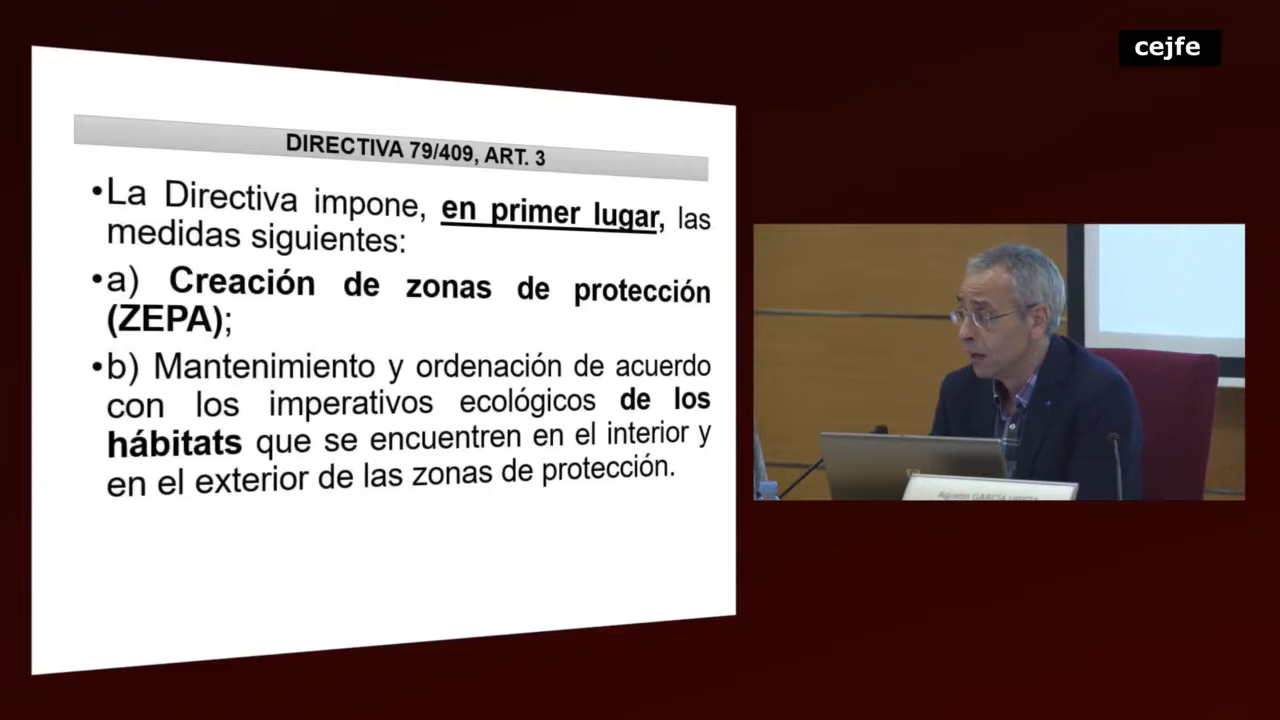 cejfe
DIRECTIVA 79/409, ART. 3
•La Directiva impone, en primer lugar, las
medidas siguientes:
•a) Creación de zonas de protección
(ZEPA);
•b) Mantenimiento y ordenación de acuerdo
con los imperativos ecológicos de los
hábitats que se encuentren en el interior y
en el exterior de las zonas de protección.
Agustín GARCÍA